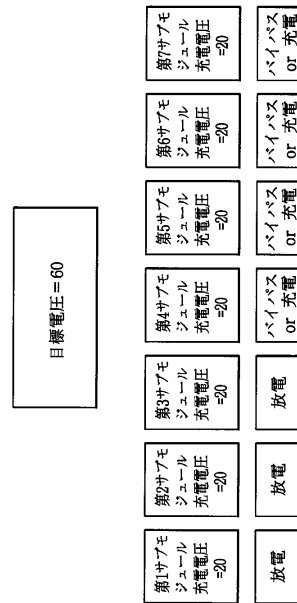 目標電圧=60
第1サブモ
ジュール
充電電圧
=20
第2サブモ
ジュール
充電電圧
=20
第3サブモ
ジュール
充電電圧
=20
第4サブモ
ジュール
充電電圧
=20
第5サブモ
ジュール
充電電圧
=20
第6サブモ
ジュール
充電電圧
=20
第7サブモ
ジュール
充電電圧
=20
放電
放電
放電
バイパス
or 充電
バイパス
or 充電
バイパス
or 充電
バイパス
or 充電